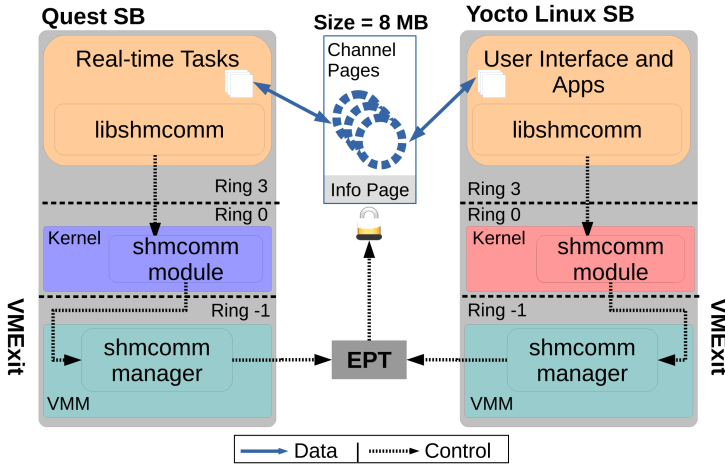 Quest SB
Size = 8 MB
Yocto Linux SB
Real-time Tasks
libshmcomm
Ring 3
Ring 0
Kernel
shmcomm
module
Ring -1
VMExit
shmcomm
manager
VMM
Channel
Pages
Info Page
EPT
User Interface and
Apps
libshmcomm
Ring 3
Ring 0
Kernel
shmcomm
module
Ring -1
VMExit
shmcomm
manager
VMM
Data | Control